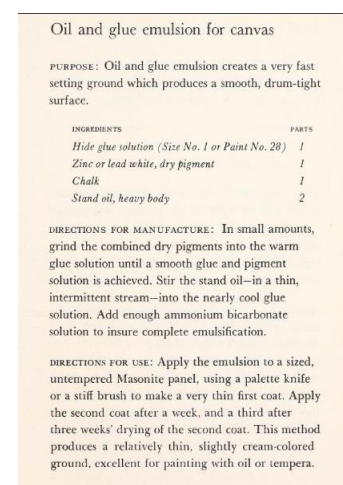 Oil and glue emulsion for canvas
PURPOSE: Oil and glue emulsion creates a very fast
setting ground which produces a smooth, drum-tight
surface.
INGREDIENTS PARTS
Hide glue solution (Size No. 1 or Paint No. 28) 1
Zinc or lead white, dry pigment 1
Chalk 1
Stand oil, heavy body 2
DIRECTIONS FOR MANUFACTURE: In small amounts,
grind the combined dry pigments into the warm
glue solution until a smooth glue and pigment
solution is achieved. Stir the stand oil—in a thin,
intermittent stream—into the nearly cool glue
solution. Add enough ammonium bicarbonate
solution to insure complete emulsification.
DIRECTIONS FOR USE: Apply the emulsion to a sized,
untempered Masonite panel, using a palette knife
or a stiff brush to make a very thin first coat. Apply
the second coat after a week, and a third after
three weeks' drying of the second coat. This method
produces a relatively thin, slightly cream-colored
ground, excellent for painting with oil or tempera.